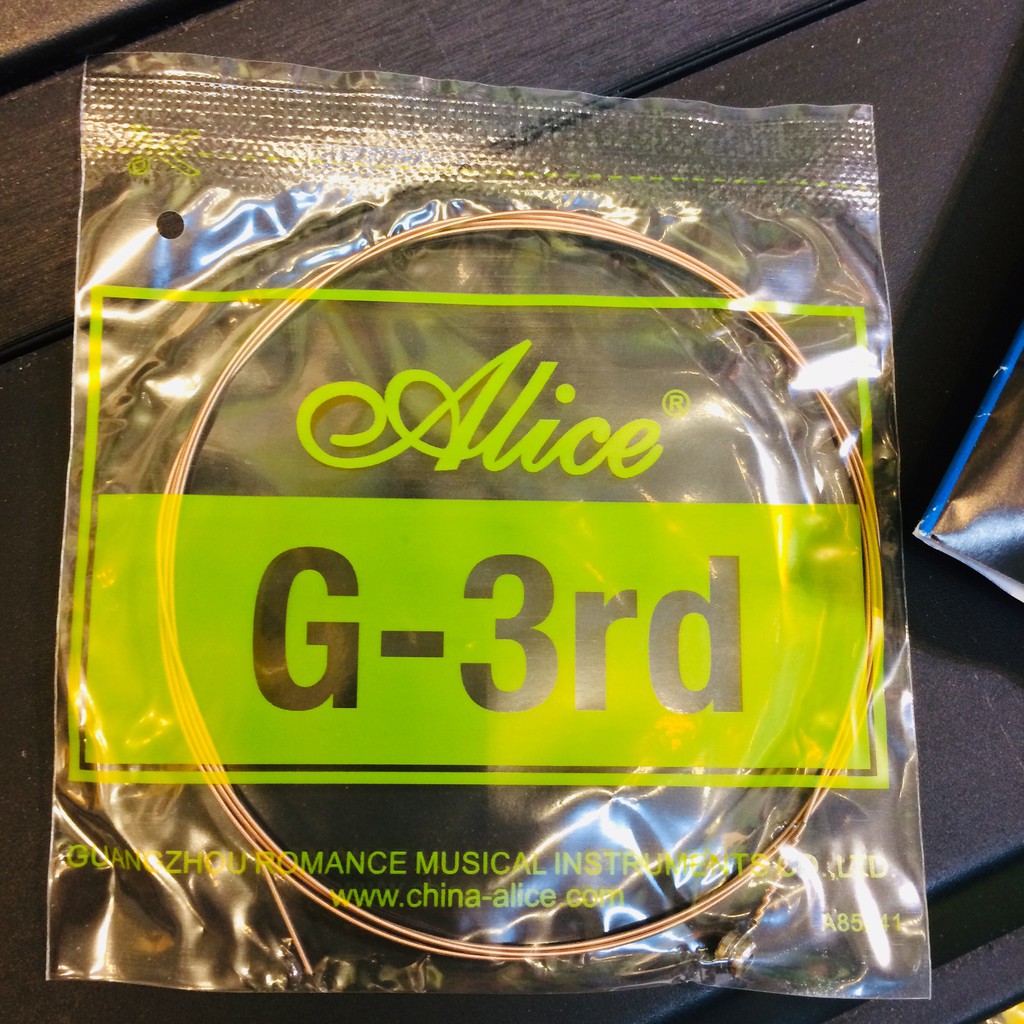 Alice®
G-3rd
GUANGZHOU ROMANCE MUSICAL INSTRUMENTS CO.,LTD
www.china-alice.com